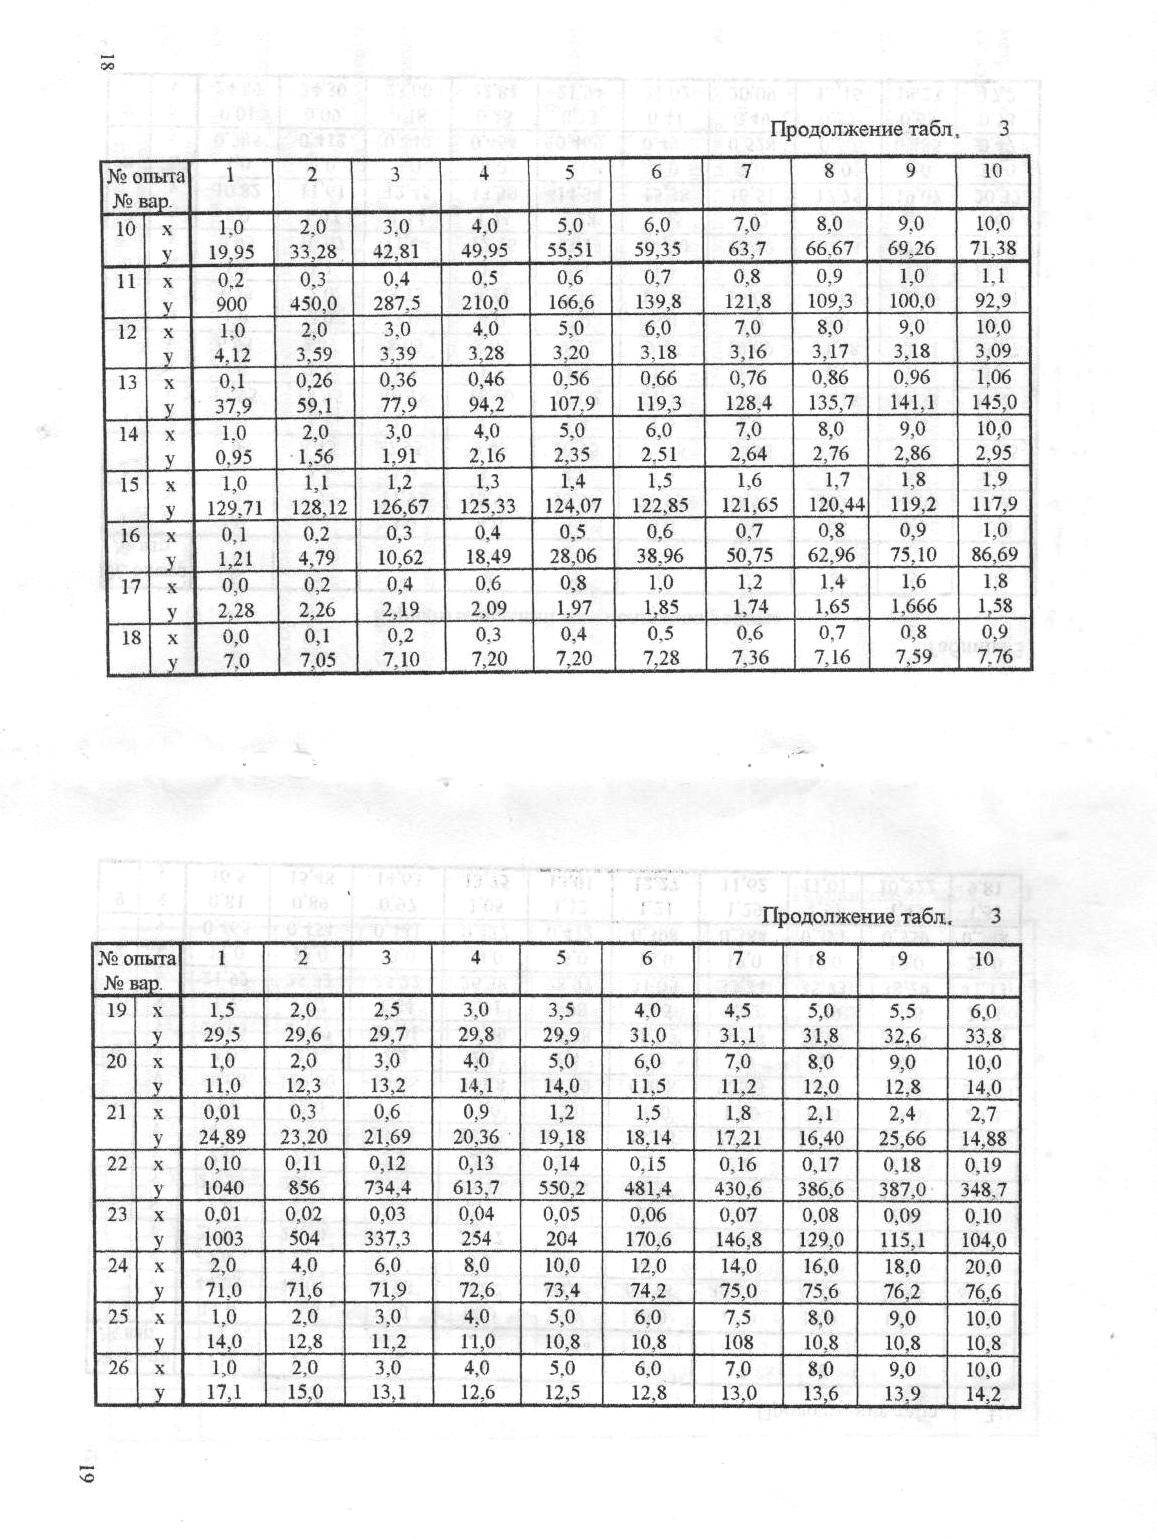 18
Продолжение табл. 3
№ опыта 1 2 3 4 5 6 7 8 9 10
№ вар.
10 x 1,0 2,0 3,0 4,0 5,0 6,0 7,0 8,0 9,0 10,0
y 19,95 33,28 42,81 49,95 55,51 59,35 63,7 66,67 69,26 71,38
11 x 0,2 0,3 0,4 0,5 0,6 0,7 0,8 0,9 1,0 1,1
y 900 450,0 287,5 210,0 166,6 139,8 121,8 109,3 100,0 92,9
12 x 1,0 2,0 3,0 4,0 5,0 6,0 7,0 8,0 9,0 10,0
y 4,12 3,59 3,39 3,28 3,20 3,18 3,16 3,17 3,18 3,09
13 x 0,1 0,26 0,36 0,46 0,56 0,66 0,76 0,86 0,96 1,06
y 37,9 59,1 77,9 94,2 107,9 119,3 128,4 135,7 141,1 145,0
14 x 1,0 2,0 3,0 4,0 5,0 6,0 7,0 8,0 9,0 10,0
y 0,95 1,56 1,91 2,16 2,35 2,51 2,64 2,76 2,86 2,95
15 x 1,0 1,1 1,2 1,3 1,4 1,5 1,6 1,7 1,8 1,9
y 129,71 128,12 126,67 125,33 124,07 122,85 121,65 120,44 119,2 117,9
16 x 0,1 0,2 0,3 0,4 0,5 0,6 0,7 0,8 0,9 1,0
y 1,21 4,79 10,62 18,49 28,06 38,96 50,75 62,96 75,10 86,69
17 x 0,0 0,2 0,4 0,6 0,8 1,0 1,2 1,4 1,6 1,8
y 2,28 2,26 2,19 2,09 1,97 1,85 1,74 1,65 1,666 1,58
18 x 0,0 0,1 0,2 0,3 0,4 0,5 0,6 0,7 0,8 0,9
y 7,0 7,05 7,10 7,20 7,20 7,28 7,36 7,16 7,59 7,76
Продолжение табл. 3
№ опыта 1 2 3 4 5 6 7 8 9 10
№ вар.
19 x 1,5 2,0 2,5 3,0 3,5 4,0 4,5 5,0 5,5 6,0
y 29,5 29,6 29,7 29,8 29,9 31,0 31,1 31,8 32,6 33,8
20 x 1,0 2,0 3,0 4,0 5,0 6,0 7,0 8,0 9,0 10,0
y 11,0 12,3 13,2 14,1 14,0 11,5 11,2 12,0 12,8 14,0
21 x 0,01 0,3 0,6 0,9 1,2 1,5 1,8 2,1 2,4 2,7
y 24,89 23,20 21,69 20,36 19,18 18,14 17,21 16,40 25,66 14,88
22 x 0,10 0,11 0,12 0,13 0,14 0,15 0,16 0,17 0,18 0,19
y 1040 856 734,4 613,7 550,2 481,4 430,6 386,6 387,0 348,7
23 x 0,01 0,02 0,03 0,04 0,05 0,06 0,07 0,08 0,09 0,10
y 1003 504 337,3 254 204 170,6 146,8 129,0 115,1 104,0
24 x 2,0 4,0 6,0 8,0 10,0 12,0 14,0 16,0 18,0 20,0
y 71,0 71,6 71,9 72,6 73,4 74,2 75,0 75,6 76,2 76,6
25 x 1,0 2,0 3,0 4,0 5,0 6,0 7,5 8,0 9,0 10,0
y 14,0 12,8 11,2 11,0 10,8 10,8 108 10,8 10,8 10,8
26 x 1,0 2,0 3,0 4,0 5,0 6,0 7,0 8,0 9,0 10,0
y 17,1 15,0 13,1 12,6 12,5 12,8 13,0 13,6 13,9 14,2
19